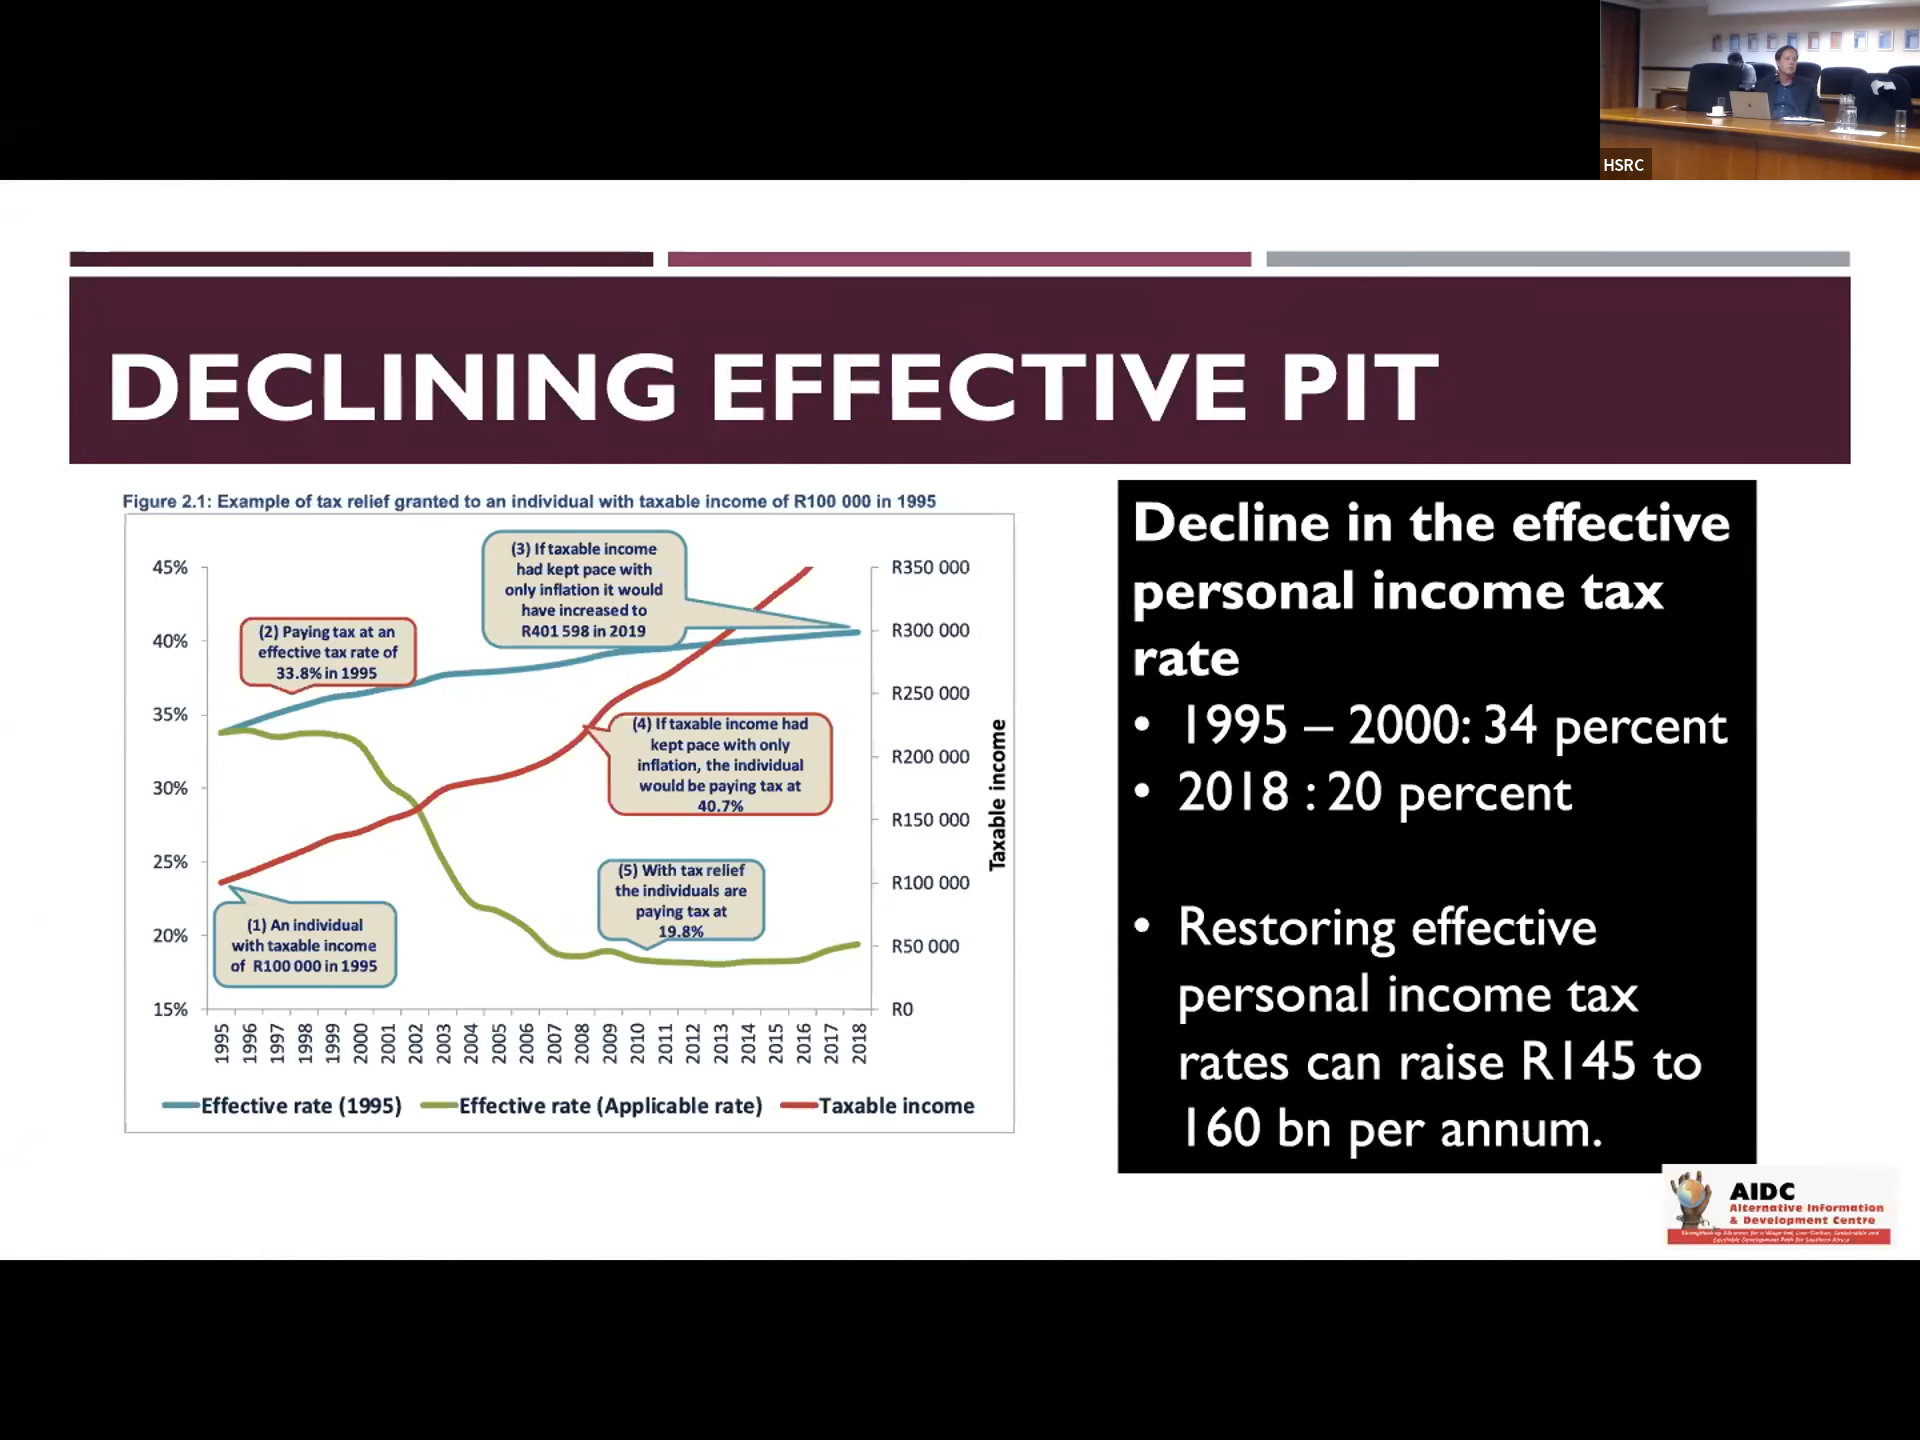 HSRC
DECLINING EFFECTIVE PIT
Figure 2.1: Example of tax relief granted to an individual with taxable income of R100 000 in 1995
45%
40%
35%
30%
25%
20%
15%
R350 000
R300 000
R250 000
R200 000
R150 000
R100 000
R50 000
R0
Taxable income
(3) If taxable income
had kept pace with
only inflation it would
have increased to
R401 598 in 2019
(2) Paying tax at an
effective tax rate of
33.8% in 1995
(4) If taxable income had
kept pace with only
inflation, the individual
would be paying tax at
40.7%
(5) With tax relief
the individuals are
paying tax at
19.8%
(1) An individual
with taxable income
of R100 000 in 1995
1995 1996 1997 1998 1999 2000 2001 2002 2003 2004 2005 2006 2007 2008 2009 2010 2011 2012 2013 2014 2015 2016 2017 2018
Effective rate (1995) Effective rate (Applicable rate) Taxable income
Decline in the effective
personal income tax
rate
• 1995 – 2000: 34 percent
• 2018 : 20 percent
• Restoring effective
personal income tax
rates can raise R145 to
160 bn per annum.
AIDC
Alternative Information
& Development Centre